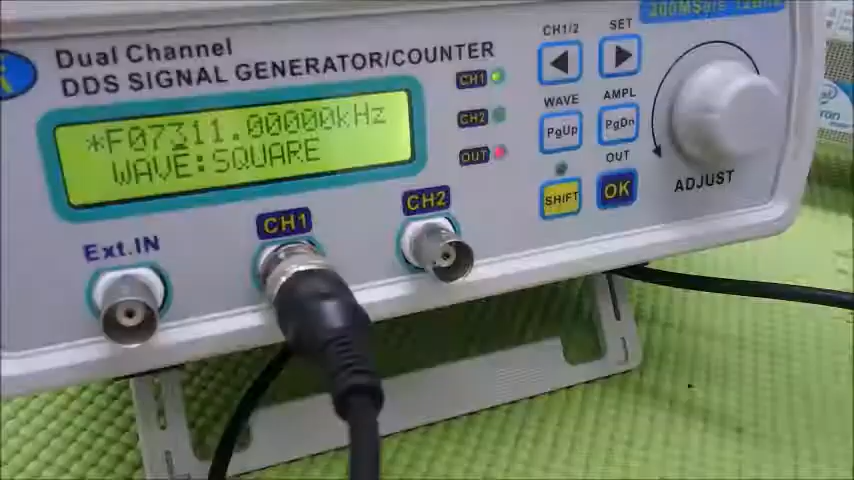 200MSa/s 12Bits
Dual Channel
DDS SIGNAL GENERATOR/COUNTER
CH1/2
SET
CH1
*F07311.00000kHz
WAVE:SQUARE
CH2
OUT
WAVE
AMPL
PgUp
PgDn
OUT
SHIFT
OK
ADJUST
Ext.IN
CH1
CH2